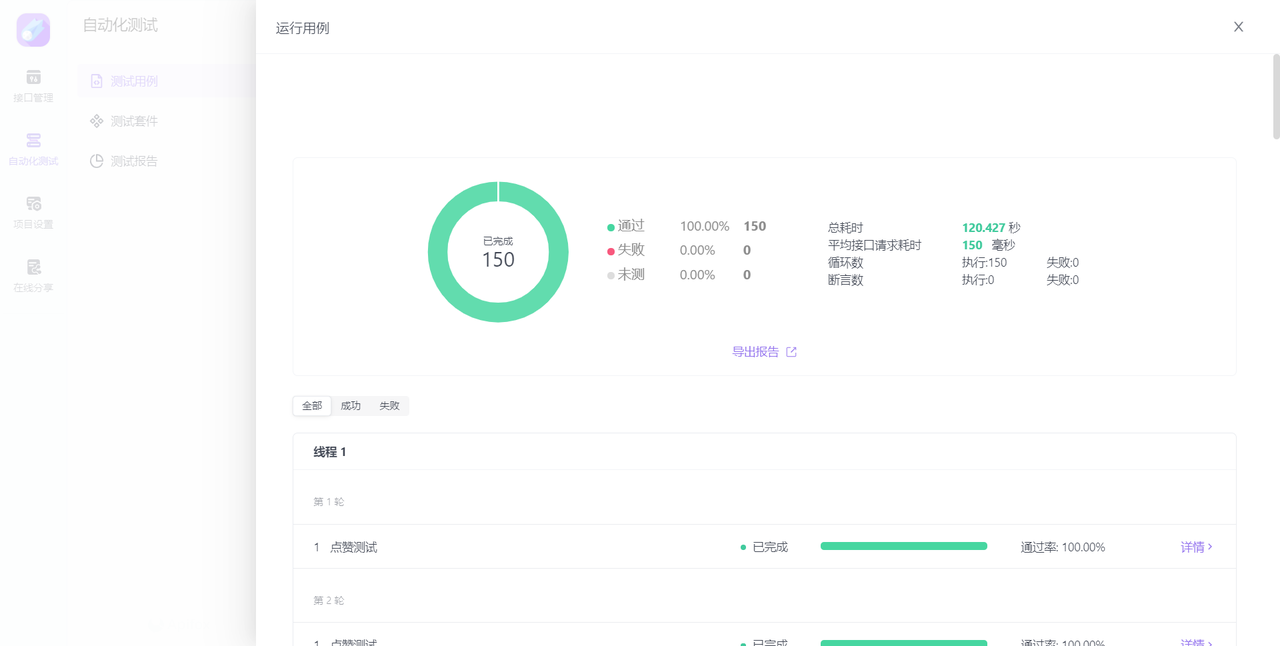 自动化测试
接口管理
自动化测试
项目设置
在线分享
测试用例
测试套件
测试报告
运行用例
已完成
150
通过 100.00% 150
失败 0.00% 0
未测 0.00% 0
总耗时 120.427 秒
平均接口请求耗时 150 毫秒
循环数 执行:150 失败:0
断言数 执行:0 失败:0
导出报告
全部 成功 失败
线程 1
第 1 轮
1 点赞测试 已完成 通过率: 100.00% 详情
第 2 轮
1 点赞测试 已完成 通过率: 100.00% 详情